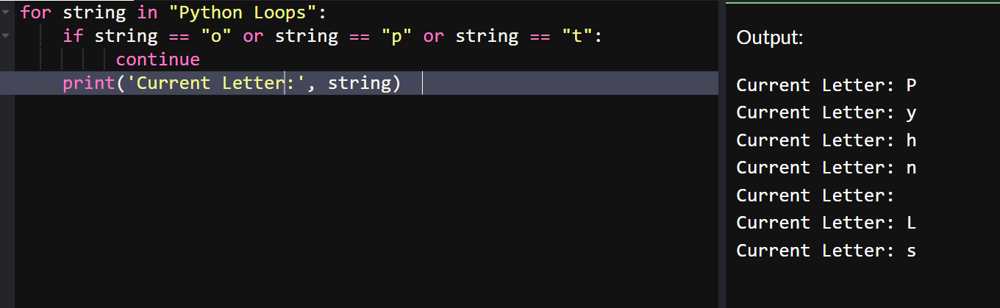 for string in "Python Loops":
    if string == "o" or string == "p" or string == "t":
         continue
    print('Current Letter:', string)
Output:
Current Letter: P
Current Letter: y
Current Letter: h
Current Letter: n
Current Letter:
Current Letter: L
Current Letter: s